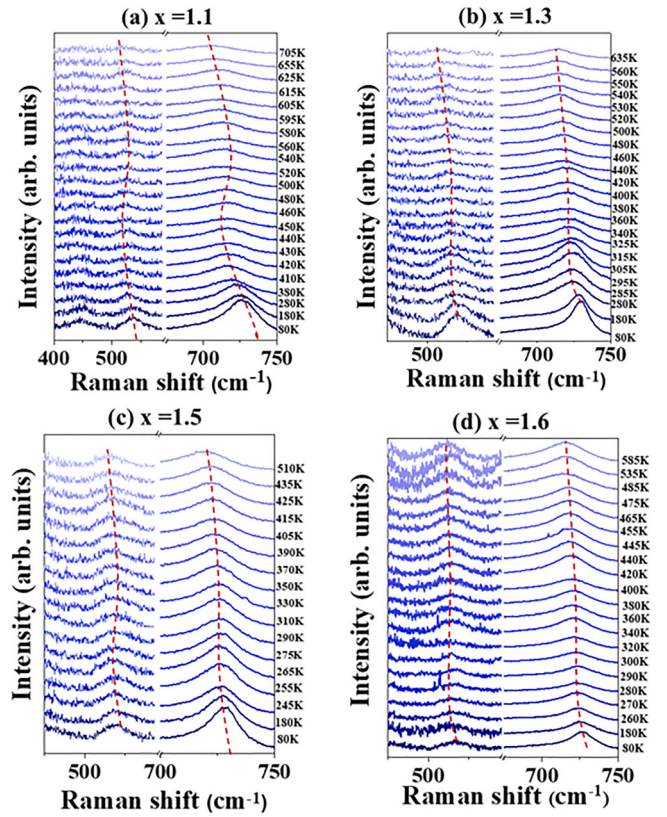 (a) x =1.1
Intensity (arb. units)
705K
655K
625K
615K
605K
595K
580K
560K
540K
520K
500K
480K
460K
450K
440K
430K
420K
410K
380K
280K
180K
80K
400 500 700 750
Raman shift (cm-1)
(b) x =1.3
Intensity (arb. units)
635K
560K
550K
540K
530K
520K
500K
480K
460K
440K
420K
400K
380K
360K
340K
325K
315K
305K
295K
285K
280K
180K
80K
500 700 750
Raman shift (cm-1)
(c) x =1.5
Intensity (arb. units)
510K
435K
425K
415K
405K
390K
370K
350K
330K
310K
290K
275K
265K
255K
245K
180K
80K
500 700 750
Raman shift (cm-1)
(d) x =1.6
Intensity (arb. units)
585K
535K
485K
475K
465K
455K
445K
440K
420K
400K
380K
360K
340K
320K
300K
290K
280K
270K
260K
180K
80K
500 700 750
Raman shift (cm-1)